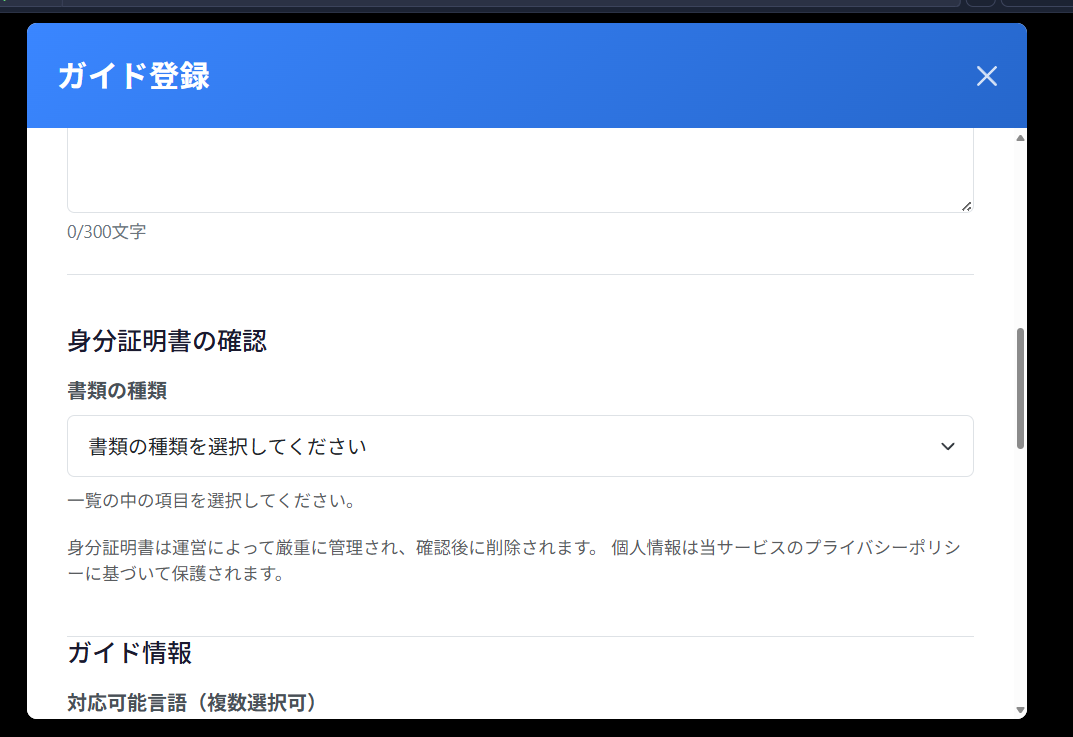 ガイド登録
0/300文字
身分証明書の確認
書類の種類
書類の種類を選択してください
一覧の中の項目を選択してください。
身分証明書は運営によって厳重に管理され、確認後に削除されます。 個人情報は当サービスのプライバシーポリシ
ーに基づいて保護されます。
ガイド情報
対応可能言語（複数選択可）